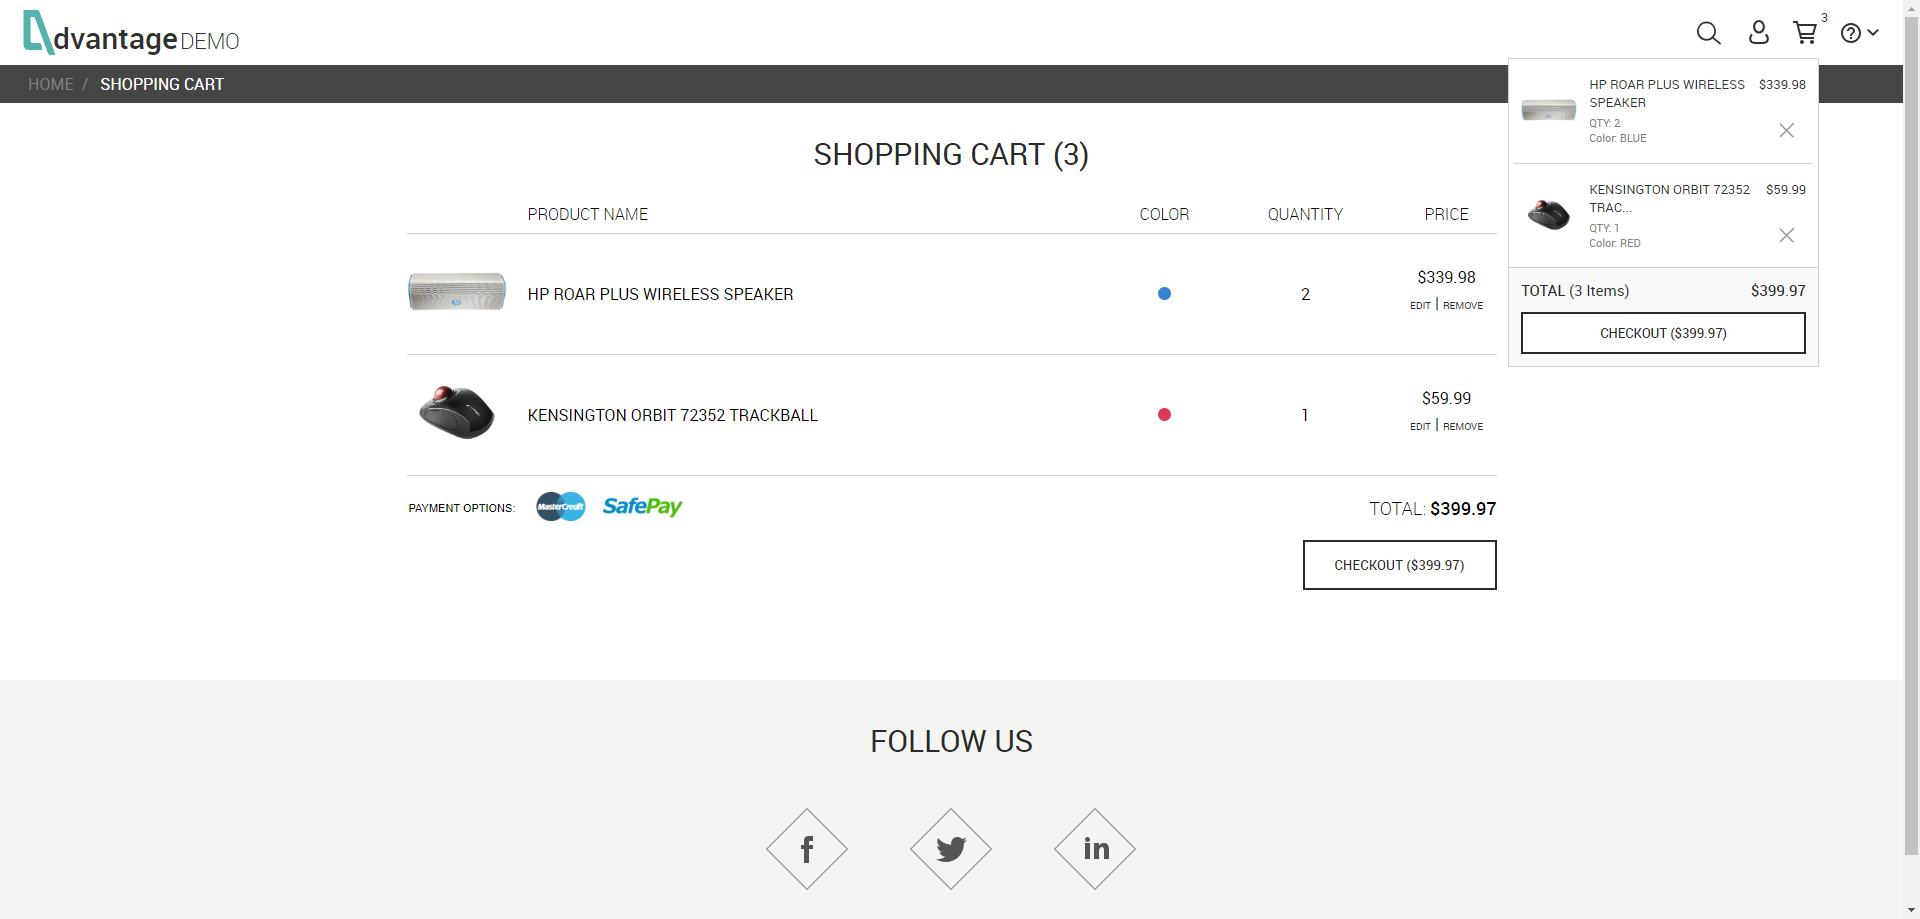 dvantage DEMO
3
HOME / SHOPPING CART
SHOPPING CART (3)
PRODUCT NAME COLOR QUANTITY PRICE
HP ROAR PLUS WIRELESS SPEAKER 2 $339.98
EDIT | REMOVE
KENSINGTON ORBIT 72352 TRACKBALL 1 $59.99
EDIT | REMOVE
PAYMENT OPTIONS: MasterCredit SafePay TOTAL: $399.97
CHECKOUT ($399.97)
HP ROAR PLUS WIRELESS $339.98
SPEAKER
QTY: 2
Color: BLUE
KENSINGTON ORBIT 72352 $59.99
TRAC...
QTY: 1
Color: RED
TOTAL (3 Items) $399.97
CHECKOUT ($399.97)
FOLLOW US
f
in